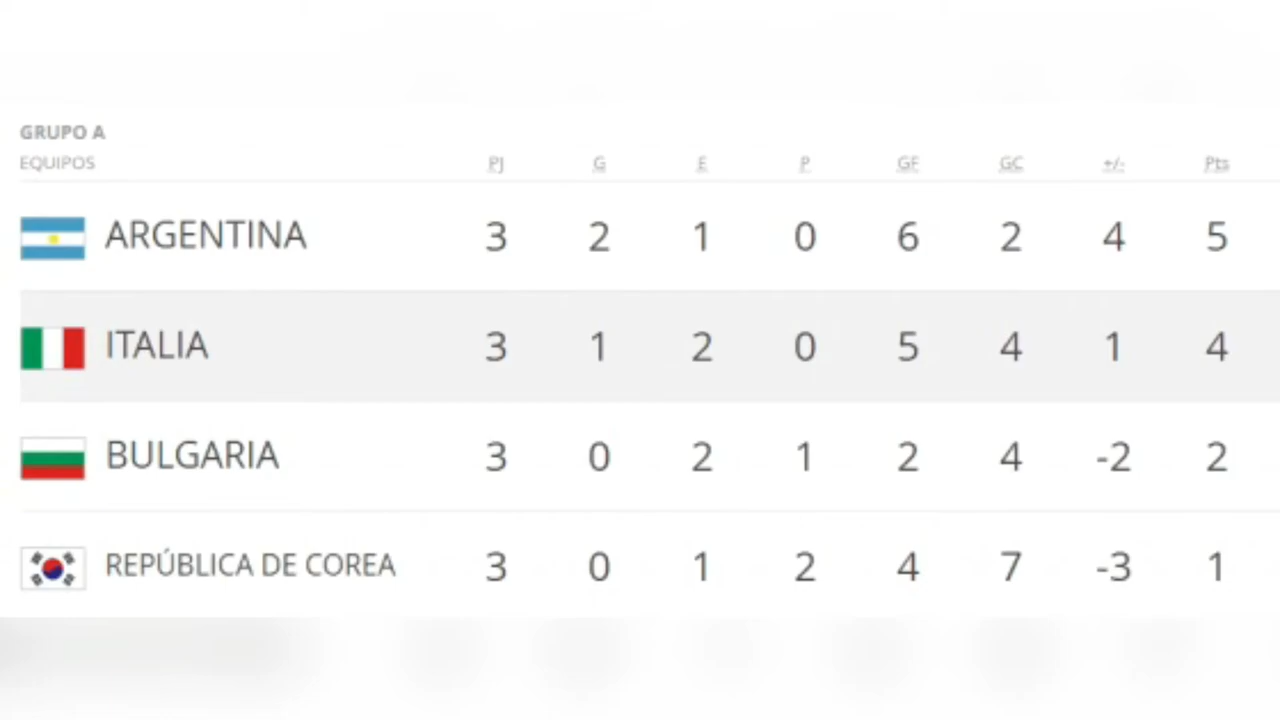 GRUPO A
EQUIPOS PJ G E P GF GC +/- Pts
ARGENTINA 3 2 1 0 6 2 4 5
ITALIA 3 1 2 0 5 4 1 4
BULGARIA 3 0 2 1 2 4 -2 2
REPÚBLICA DE COREA 3 0 1 2 4 7 -3 1